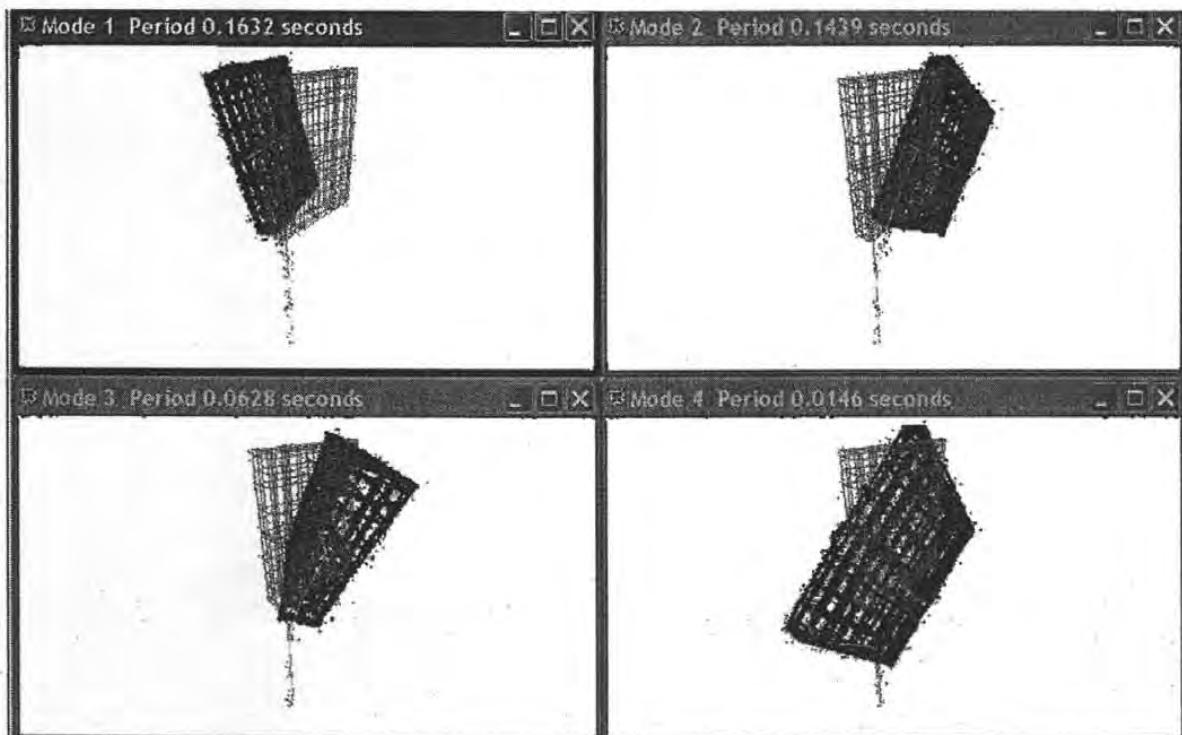 Mode 1 Period 0.1632 seconds
Mode 2 Period 0.1439 seconds
Mode 3 Period 0.0628 seconds
Mode 4 Period 0.0146 seconds